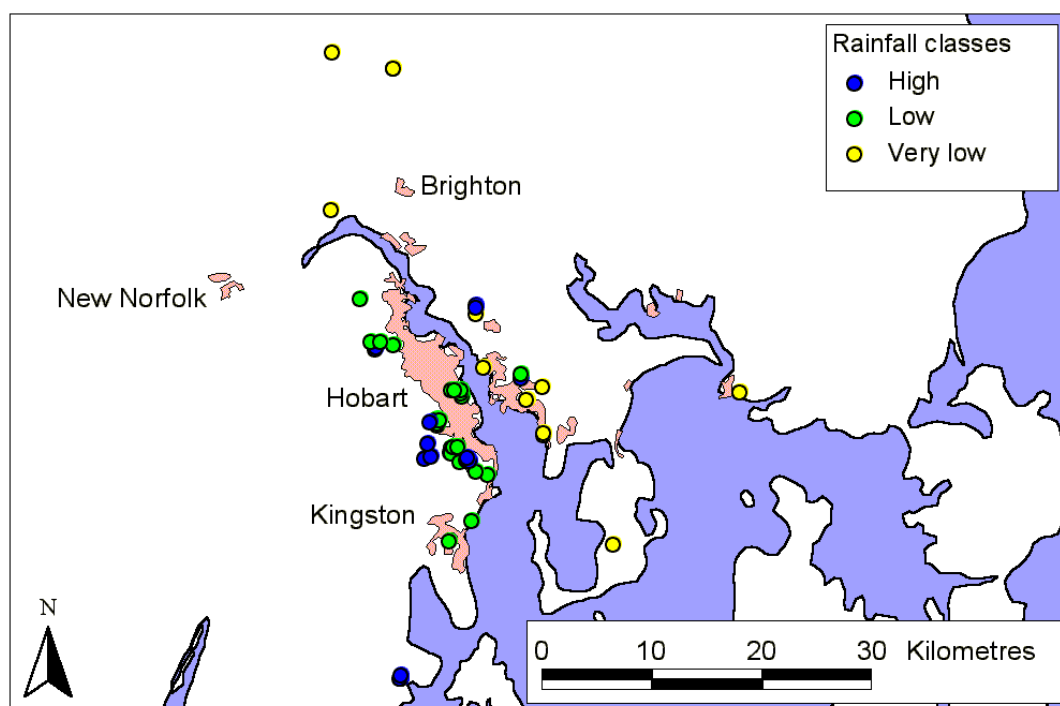 Rainfall classes
High
Low
Very low
Brighton
New Norfolk
Hobart
Kingston
N
0 10 20 30 Kilometres